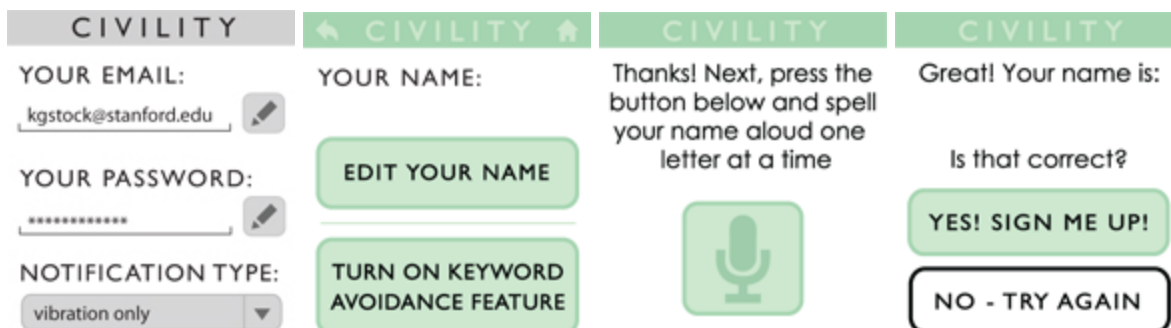 CIVILITY
YOUR EMAIL:
kgstock@stanford.edu
YOUR PASSWORD:
************
NOTIFICATION TYPE:
vibration only
CIVILITY
YOUR NAME:
EDIT YOUR NAME
TURN ON KEYWORD
AVOIDANCE FEATURE
CIVILITY
Thanks! Next, press the
button below and spell
your name aloud one
letter at a time
CIVILITY
Great! Your name is:
Is that correct?
YES! SIGN ME UP!
NO - TRY AGAIN